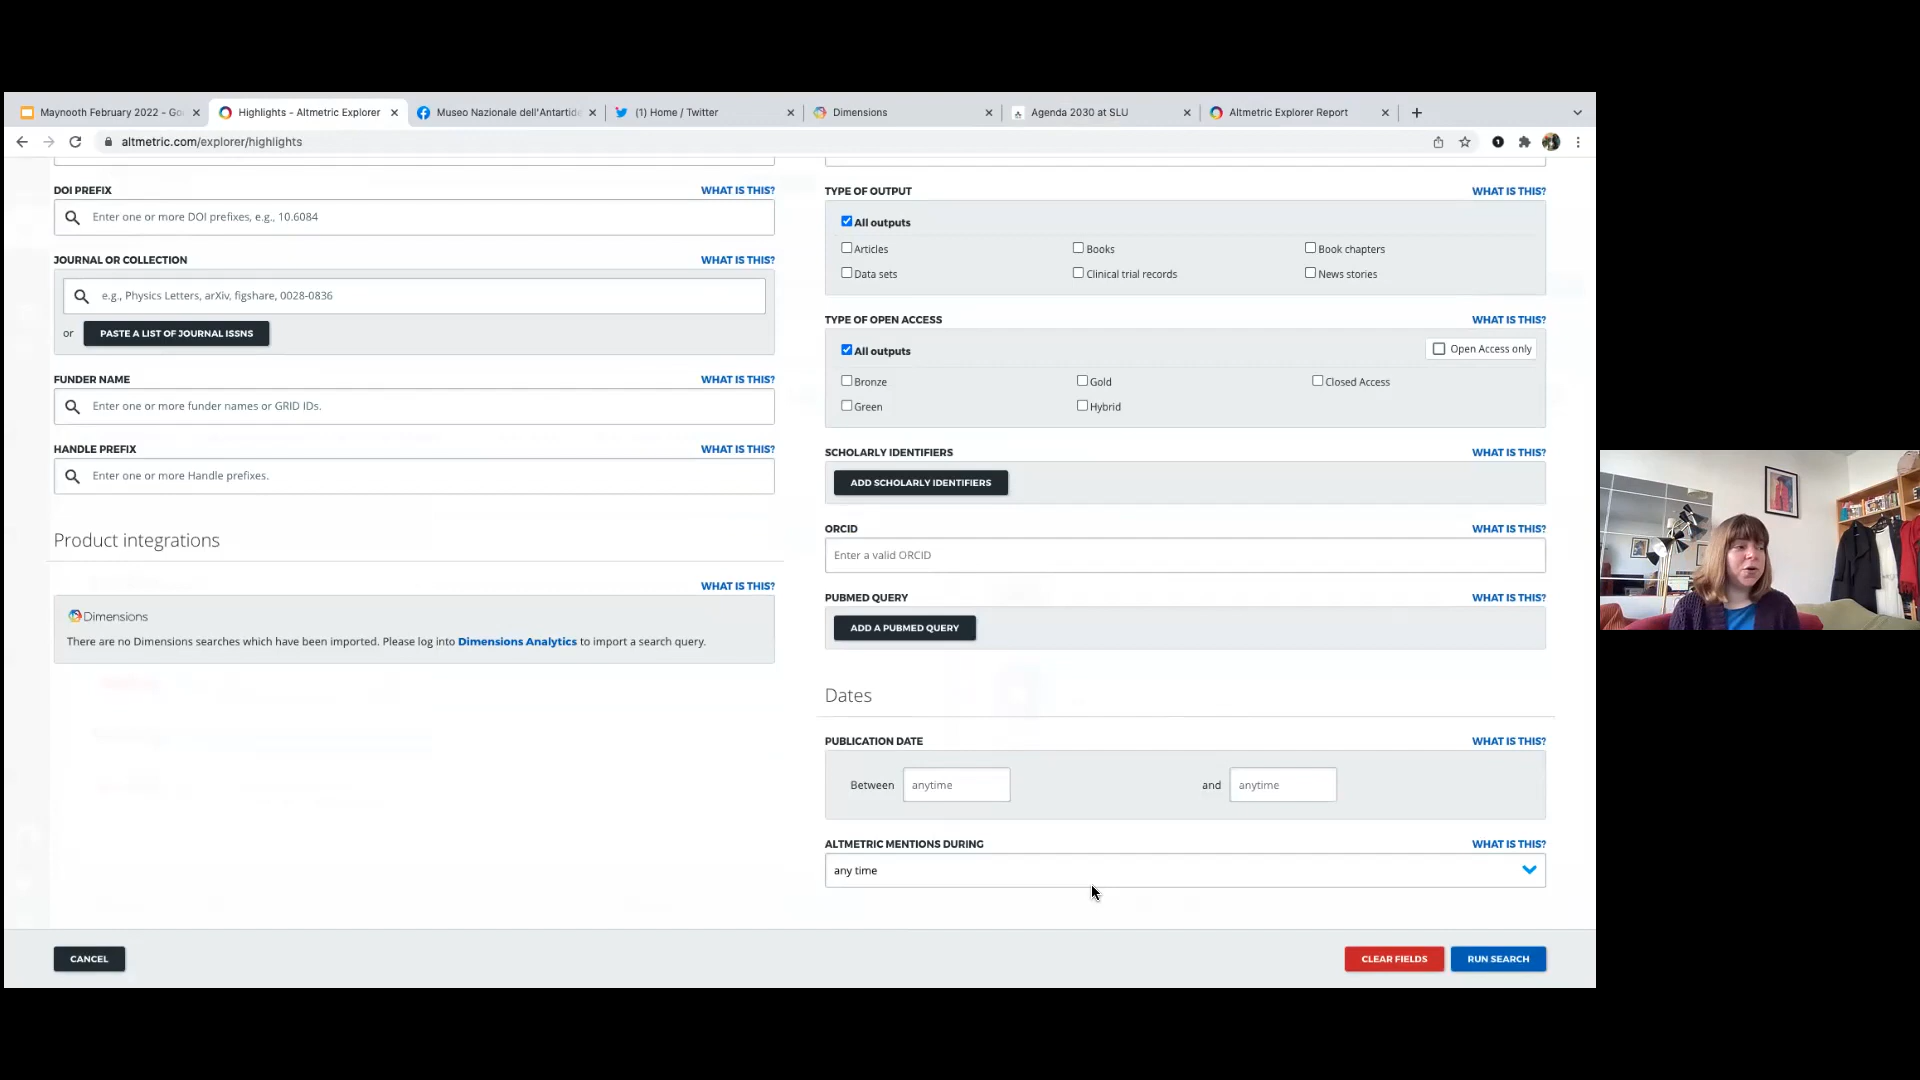 Maynooth February 2022 – Go
Highlights – Altmetric Explorer
Museo Nazionale dell'Antartide
(1) Home / Twitter
Dimensions
Agenda 2030 at SLU
Altmetric Explorer Report
altmetric.com/explorer/highlights
DOI PREFIX
WHAT IS THIS?
Enter one or more DOI prefixes, e.g., 10.6084
JOURNAL OR COLLECTION
WHAT IS THIS?
e.g., Physics Letters, arXiv, figshare, 0028-0836
or
PASTE A LIST OF JOURNAL ISSNS
FUNDER NAME
WHAT IS THIS?
Enter one or more funder names or GRID IDs.
HANDLE PREFIX
WHAT IS THIS?
Enter one or more Handle prefixes.
Product integrations
WHAT IS THIS?
Dimensions
There are no Dimensions searches which have been imported. Please log into Dimensions Analytics to import a search query.
TYPE OF OUTPUT
WHAT IS THIS?
All outputs
Articles
Books
Book chapters
Data sets
Clinical trial records
News stories
TYPE OF OPEN ACCESS
WHAT IS THIS?
All outputs
Open Access only
Bronze
Gold
Closed Access
Green
Hybrid
SCHOLARLY IDENTIFIERS
WHAT IS THIS?
ADD SCHOLARLY IDENTIFIERS
ORCID
WHAT IS THIS?
Enter a valid ORCID
PUBMED QUERY
WHAT IS THIS?
ADD A PUBMED QUERY
Dates
PUBLICATION DATE
WHAT IS THIS?
Between
anytime
and
anytime
ALTMETRIC MENTIONS DURING
WHAT IS THIS?
any time
CANCEL
CLEAR FIELDS
RUN SEARCH